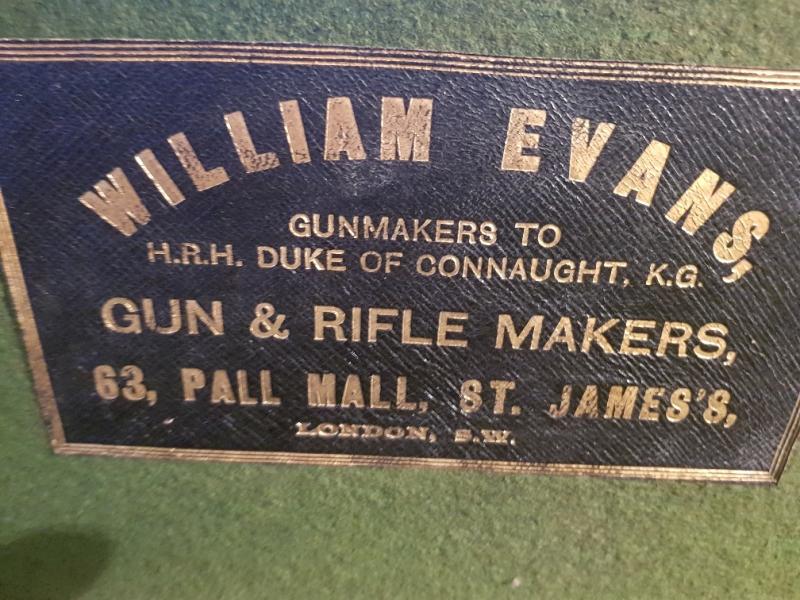 WILLIAM EVANS,
GUNMAKERS TO
H.R.H. DUKE OF CONNAUGHT, K.G.
GUN & RIFLE MAKERS,
63, PALL MALL, ST. JAMES'S,
LONDON, S.W.